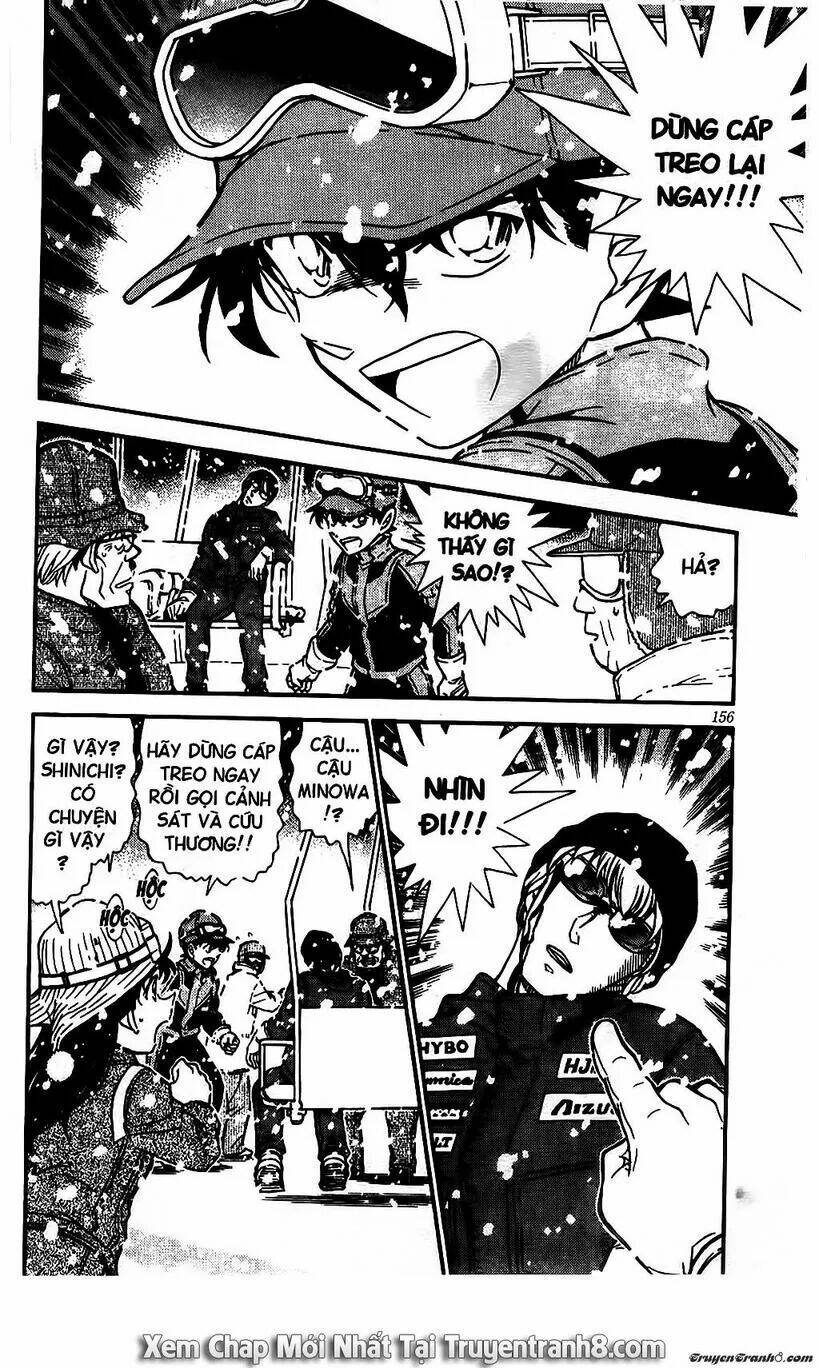 DỪNG CÁP
TREO LẠI
NGAY!!!
KHÔNG
THẤY GÌ
SAO!?
HẢ?
156
GÌ VẬY?
SHINICHI?
CÓ
CHUYỆN
GÌ VẬY
?
HÃY DỪNG CÁP
TREO NGAY
RỒI GỌI CẢNH
SÁT VÀ CỨU
THƯƠNG!!
CẬU...
CẬU
MINOWA
!?
HỘC
HỘC
NHÌN
ĐI!!!
HYBO
AIZU
Xem Chap Mới Nhất Tại Truyentranh8.com
TruyenTranh8.com